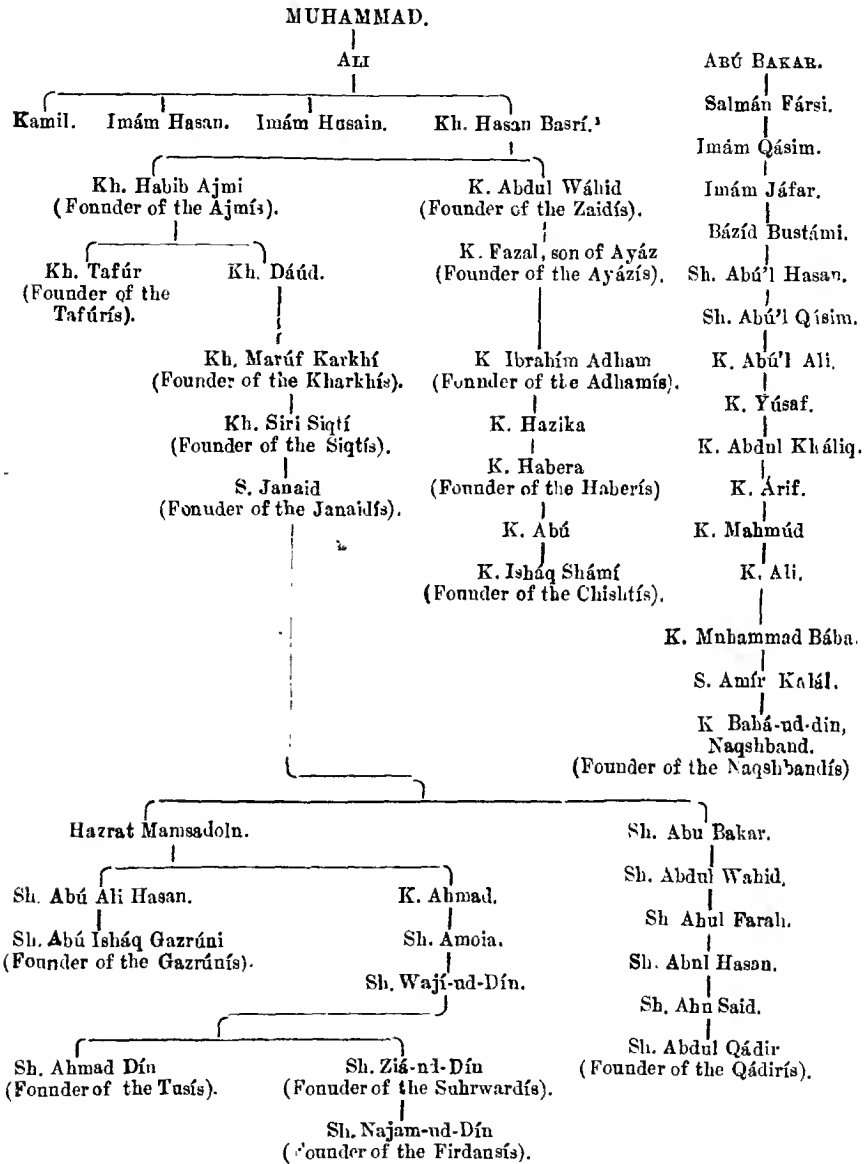 MUHAMMAD.
ALI
Kamil. Imám Hasan. Imám Husain. Kh. Hasan Basrí.¹
Kh. Habib Ajmi
(Founder of the Ajmís).
K. Abdul Wáhid
(Founder of the Zaidís).
Kh. Tafúr
(Founder of the
Tafúrís).
Kh. Dáúd.
K. Fazal, son of Ayáz
(Founder of the Ayázís).
Kh. Marúf Karkhí
(Founder of the Kharkhís).
K Ibrahím Adham
(Founder of the Adhamís).
Kh. Siri Siqtí
(Founder of the Siqtís).
K. Hazika
S. Janaid
(Founder of the Janaidís).
K. Habera
(Founder of the Haberís)
K. Abú
K. Isháq Shámí
(Founder of the Chishtís).
ABÚ BAKAR.
Salmán Fársi.
Imám Qásim.
Imám Jáfar.
Bázíd Bustámi.
Sh. Abú'l Hasan.
Sh. Abú'l Qásim.
K. Abú'l Ali.
K. Yúsaf.
K. Abdul Kháliq.
K. Árif.
K. Mahmúd
K. Ali.
K. Muhammad Bába.
S. Amír Kalál.
K Bahá-ud-din,
Naqshband.
(Founder of the Naqshbandís)
Hazrat Mamsadoln.
Sh. Abu Bakar.
Sh. Abú Ali Hasan.
K. Ahmad.
Sh. Abdul Wahid.
Sh. Abú Isháq Gazrúni
(Founder of the Gazrúnís).
Sh. Amoia.
Sh Abul Farah.
Sh. Wají-ud-Dín.
Sh. Abul Hasan.
Sh. Abu Said.
Sh. Ahmad Dín
(Founder of the Tusís).
Sh. Ziá-ul-Dín
(Founder of the Suhrwardís).
Sh. Abdul Qádir
(Founder of the Qádirís).
Sh. Najam-ud-Dín
(Founder of the Firdansís).